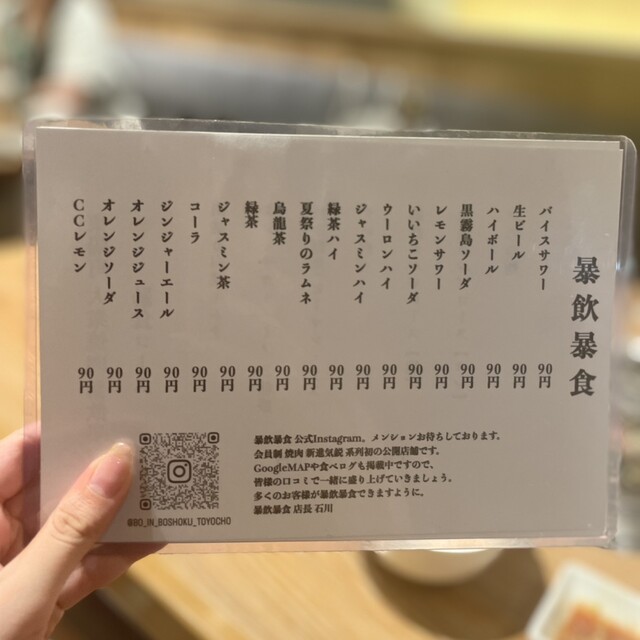 暴飲暴食
バイスサワー 90円
生ビール 90円
ハイボール 90円
黒霧島ソーダ 90円
レモンサワー 90円
いいちこソーダ 90円
ウーロンハイ 90円
ジャスミンハイ 90円
緑茶ハイ 90円
夏祭りのラムネ 90円
烏龍茶 90円
緑茶 90円
ジャスミン茶 90円
コーラ 90円
ジンジャーエール 90円
オレンジジュース 90円
オレンジソーダ 90円
CCレモン 90円
暴飲暴食 公式Instagram。メンションお待ちしております。
会員制 焼肉 新進気鋭 系列初の公開店舗です。
GoogleMAPや食べログも掲載中ですので、
皆様の口コミで一緒に盛り上げていきましょう。
多くのお客様が暴飲暴食できますように。
暴飲暴食 店長 石川
@BO_IN_BOSHOKU_TOYOCHO